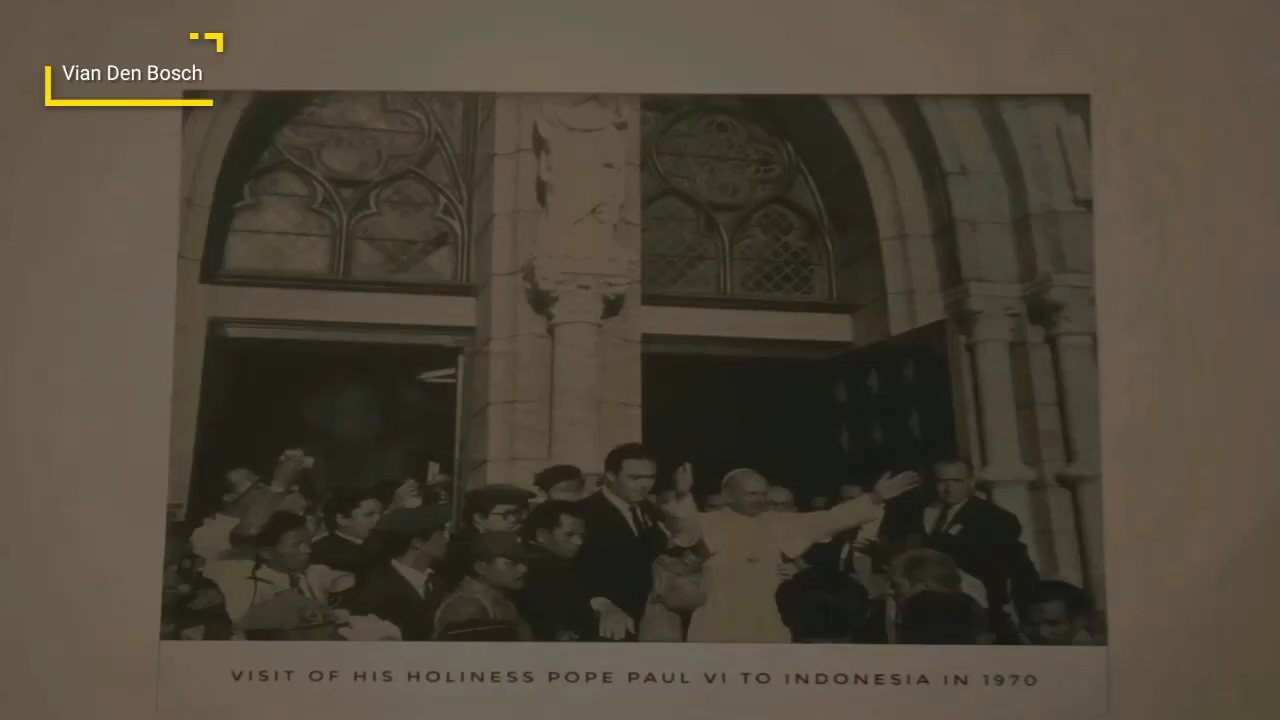 Vian Den Bosch
VISIT OF HIS HOLINESS POPE PAUL VI TO INDONESIA IN 1970